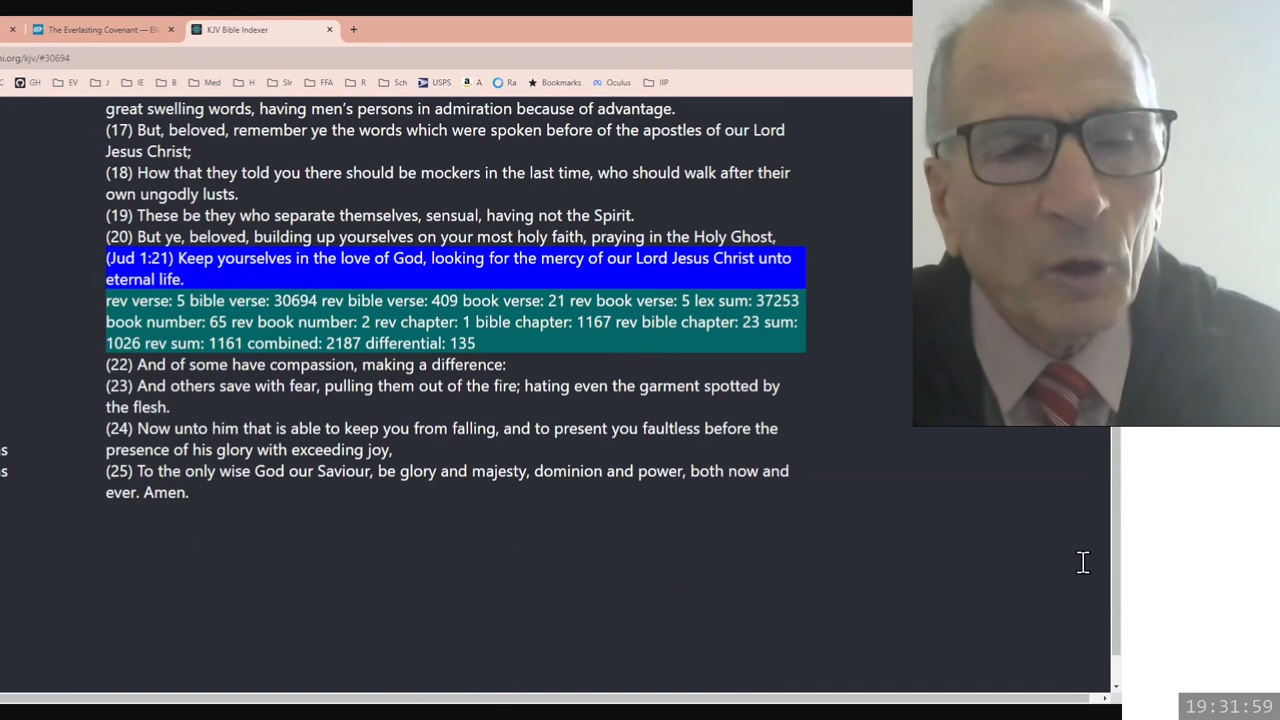 The Everlasting Covenant — Ell
KJV Bible Indexer
ni.org/kjv/#30694
C GH EV J IE B Med H Sir FFA R Sch USPS A Ra Bookmarks Oculus IIP
great swelling words, having men’s persons in admiration because of advantage.
(17) But, beloved, remember ye the words which were spoken before of the apostles of our Lord
Jesus Christ;
(18) How that they told you there should be mockers in the last time, who should walk after their
own ungodly lusts.
(19) These be they who separate themselves, sensual, having not the Spirit.
(20) But ye, beloved, building up yourselves on your most holy faith, praying in the Holy Ghost,
(Jud 1:21) Keep yourselves in the love of God, looking for the mercy of our Lord Jesus Christ unto
eternal life.
rev verse: 5 bible verse: 30694 rev bible verse: 409 book verse: 21 rev book verse: 5 lex sum: 37253
book number: 65 rev book number: 2 rev chapter: 1 bible chapter: 1167 rev bible chapter: 23 sum:
1026 rev sum: 1161 combined: 2187 differential: 135
(22) And of some have compassion, making a difference:
(23) And others save with fear, pulling them out of the fire; hating even the garment spotted by
the flesh.
(24) Now unto him that is able to keep you from falling, and to present you faultless before the
presence of his glory with exceeding joy,
(25) To the only wise God our Saviour, be glory and majesty, dominion and power, both now and
ever. Amen.
19:31:59